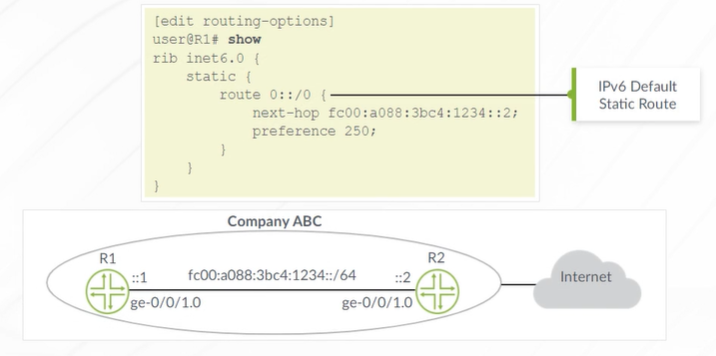 [edit routing-options]
user@R1# show
rib inet6.0 {
    static {
        route 0::/0 {
            next-hop fc00:a088:3bc4:1234::2;
            preference 250;
        }
    }
}
IPv6 Default
Static Route
Company ABC
R1
R2
::1
fc00:a088:3bc4:1234::/64
::2
ge-0/0/1.0
ge-0/0/1.0
Internet